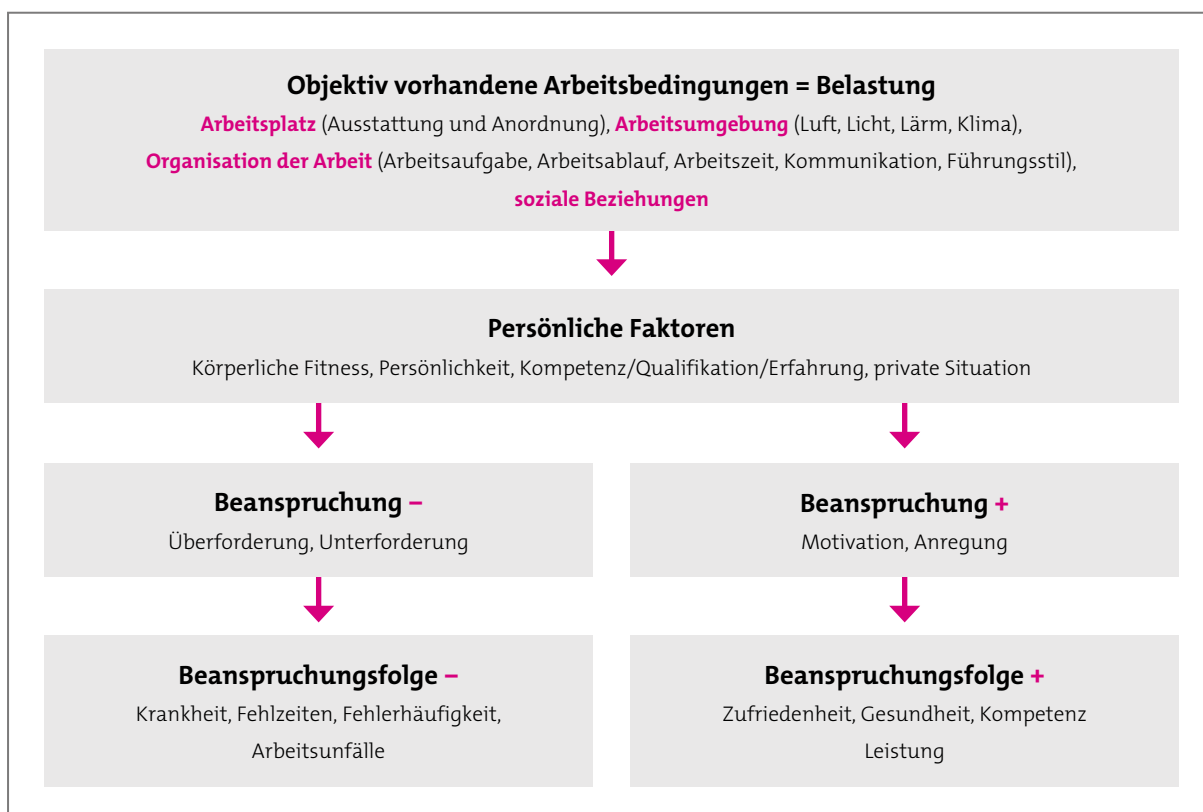 Objektiv vorhandene Arbeitsbedingungen = Belastung
Arbeitsplatz (Ausstattung und Anordnung), Arbeitsumgebung (Luft, Licht, Lärm, Klima),
Organisation der Arbeit (Arbeitsaufgabe, Arbeitsablauf, Arbeitszeit, Kommunikation, Führungsstil),
soziale Beziehungen
Persönliche Faktoren
Körperliche Fitness, Persönlichkeit, Kompetenz/Qualifikation/Erfahrung, private Situation
Beanspruchung –
Überforderung, Unterforderung
Beanspruchung +
Motivation, Anregung
Beanspruchungsfolge –
Krankheit, Fehlzeiten, Fehlerhäufigkeit,
Arbeitsunfälle
Beanspruchungsfolge +
Zufriedenheit, Gesundheit, Kompetenz
Leistung